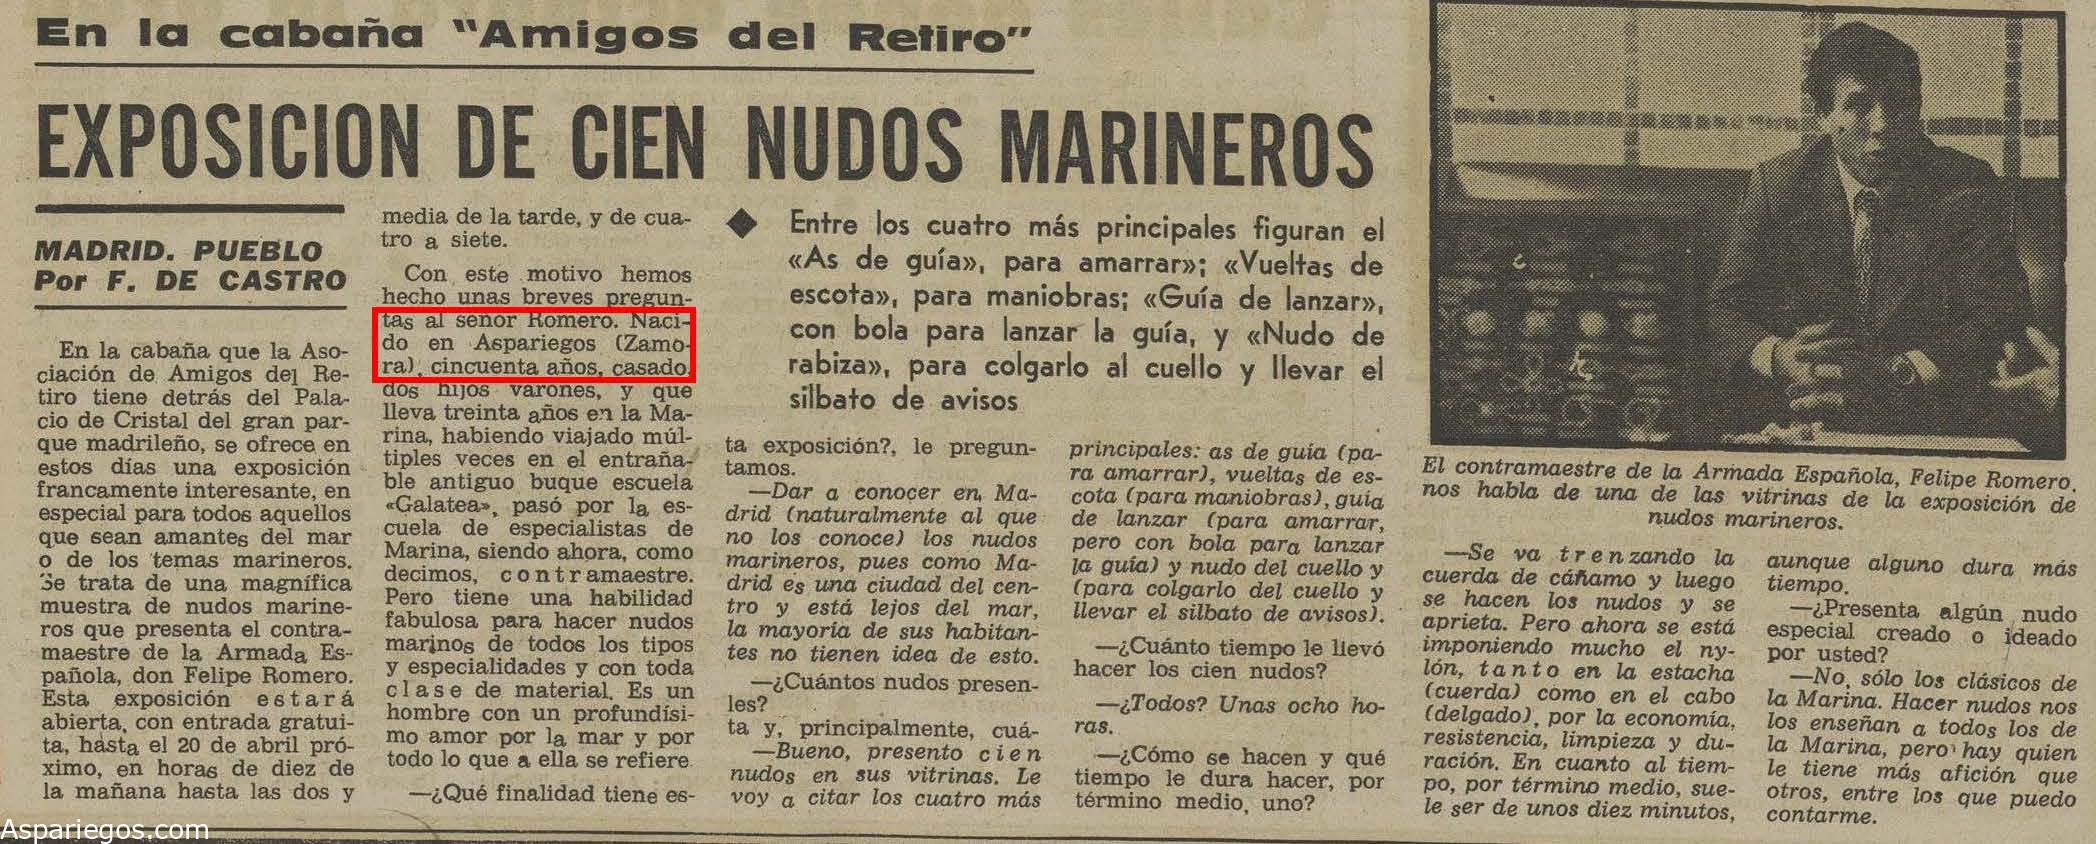 En la cabaña "Amigos del Retiro"
EXPOSICION DE CIEN NUDOS MARINEROS
MADRID. PUEBLO
Por F. DE CASTRO
En la cabaña que la Aso-
ciación de Amigos del Re-
tiro tiene detrás del Pala-
cio de Cristal del gran par-
que madrileño, se ofrece en
estos días una exposición
francamente interesante, en
especial para todos aquellos
que sean amantes del mar
o de los temas marineros.
Se trata de una magnífica
muestra de nudos marine-
ros que presenta el contra-
maestre de la Armada Es-
pañola, don Felipe Romero.
Esta exposición estará
abierta, con entrada gratui-
ta, hasta el 20 de abril pró-
ximo, en horas de diez de
la mañana hasta las dos y
media de la tarde, y de cua-
tro a siete.
Con este motivo hemos
hecho unas breves pregun-
tas al señor Romero. Naci-
do en Aspariegos (Zamo-
ra), cincuenta años, casado,
dos hijos varones, y que
lleva treinta años en la Ma-
rina, habiendo viajado múl-
tiples veces en el entraña-
ble antiguo buque escuela
«Galatea», pasó por la es-
cuela de especialistas de
Marina, siendo ahora, como
decimos, contramaestre.
Pero tiene una habilidad
fabulosa para hacer nudos
marinos de todos los tipos
y especialidades y con toda
clase de material. Es un
hombre con un profundísi-
mo amor por la mar y por
todo lo que a ella se refiere
—¿Qué finalidad tiene es-
◆ Entre los cuatro más principales figuran el
«As de guía», para amarrar»; «Vueltas de
escota», para maniobras; «Guía de lanzar»,
con bola para lanzar la guía, y «Nudo de
rabiza», para colgarlo al cuello y llevar el
silbato de avisos
ta exposición?, le pregun-
tamos.
—Dar a conocer en Ma-
drid (naturalmente al que
no los conoce) los nudos
marineros, pues como Ma-
drid es una ciudad del cen-
tro y está lejos del mar,
la mayoría de sus habitan-
tes no tienen idea de esto.
—¿Cuántos nudos presen-
les?
ta y, principalmente, cuá-
—Bueno, presento cien
nudos en sus vitrinas. Le
voy a citar los cuatro más
principales: as de guía (pa-
ra amarrar), vueltas de es-
cota (para maniobras), guía
de lanzar (para amarrar,
pero con bola para lanzar
la guía) y nudo del cuello y
(para colgarlo del cuello y
llevar el silbato de avisos).
—¿Cuánto tiempo le llevó
hacer los cien nudos?
—¿Todos? Unas ocho ho-
ras.
—¿Cómo se hacen y qué
tiempo le dura hacer, por
término medio, uno?
El contramaestre de la Armada Española, Felipe Romero,
nos habla de una de las vitrinas de la exposición de
nudos marineros.
—Se va trenzando la
cuerda de cáñamo y luego
se hacen los nudos y se
aprieta. Pero ahora se está
imponiendo mucho el ny-
lón, tanto en la estacha
(cuerda) como en el cabo
(delgado), por la economía,
resistencia, limpieza y du-
ración. En cuanto al tiem-
po, por término medio, sue-
le ser de unos diez minutos,
aunque alguno dura más
tiempo.
—¿Presenta algún nudo
especial creado o ideado
por usted?
—No, sólo los clásicos de
la Marina. Hacer nudos nos
los enseñan a todos los de
la Marina, pero hay quien
le tiene más afición que
otros, entre los que puedo
contarme.
Aspariegos.com